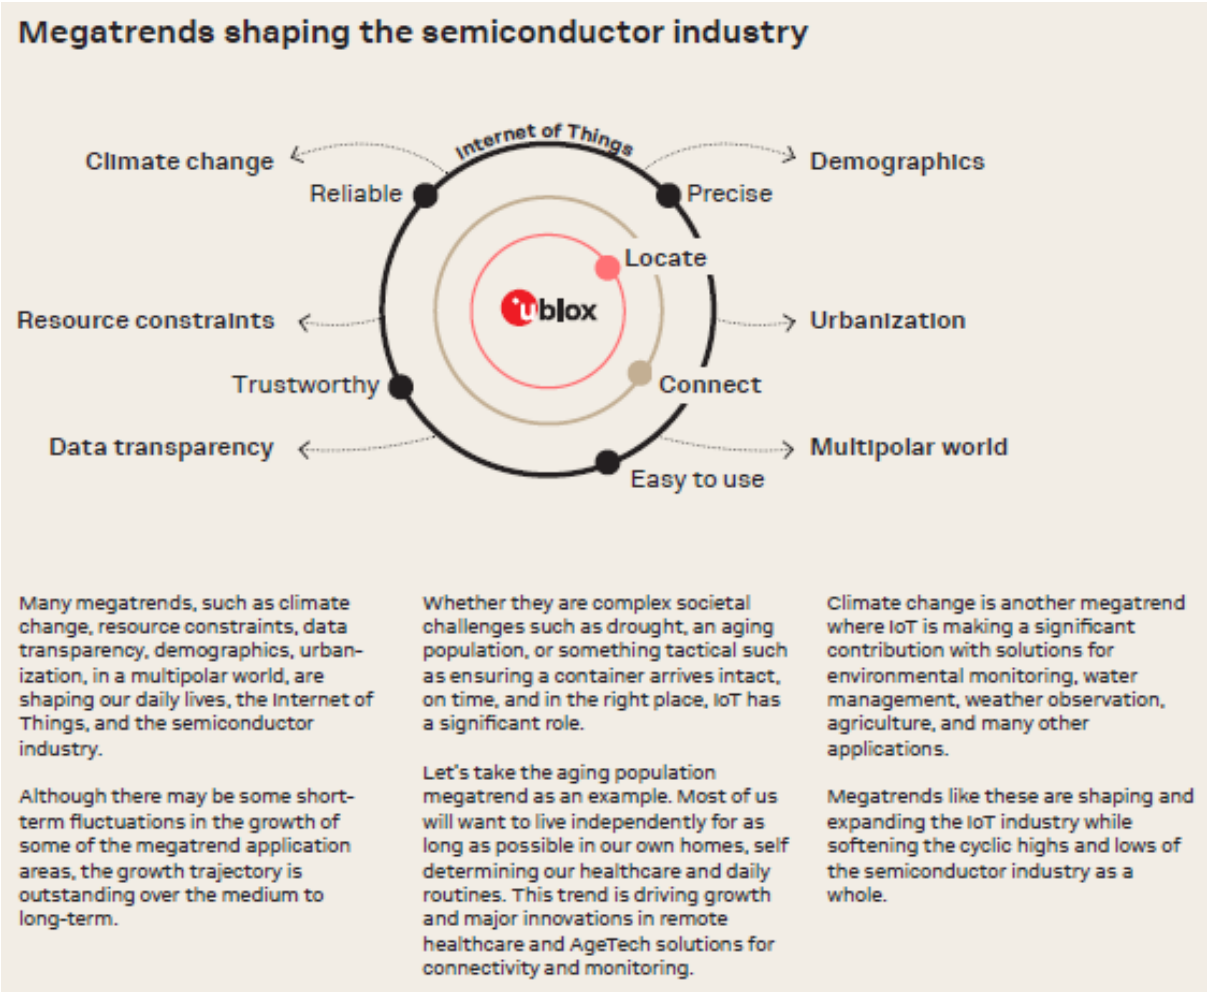 Megatrends shaping the semiconductor industry
Internet of Things
Climate change
Demographics
Reliable
Precise
Locate
ublox
Resource constraints
Urbanization
Trustworthy
Connect
Data transparency
Multipolar world
Easy to use
Many megatrends, such as climate
change, resource constraints, data
transparency, demographics, urban-
ization, in a multipolar world, are
shaping our daily lives, the Internet of
Things, and the semiconductor
industry.
Although there may be some short-
term fluctuations in the growth of
some of the megatrend application
areas, the growth trajectory is
outstanding over the medium to
long-term.
Whether they are complex societal
challenges such as drought, an aging
population, or something tactical such
as ensuring a container arrives intact,
on time, and in the right place, IoT has
a significant role.
Let's take the aging population
megatrend as an example. Most of us
will want to live independently for as
long as possible in our own homes, self
determining our healthcare and daily
routines. This trend is driving growth
and major innovations in remote
healthcare and AgeTech solutions for
connectivity and monitoring.
Climate change is another megatrend
where IoT is making a significant
contribution with solutions for
environmental monitoring, water
management, weather observation,
agriculture, and many other
applications.
Megatrends like these are shaping and
expanding the IoT industry while
softening the cyclic highs and lows of
the semiconductor industry as a
whole.